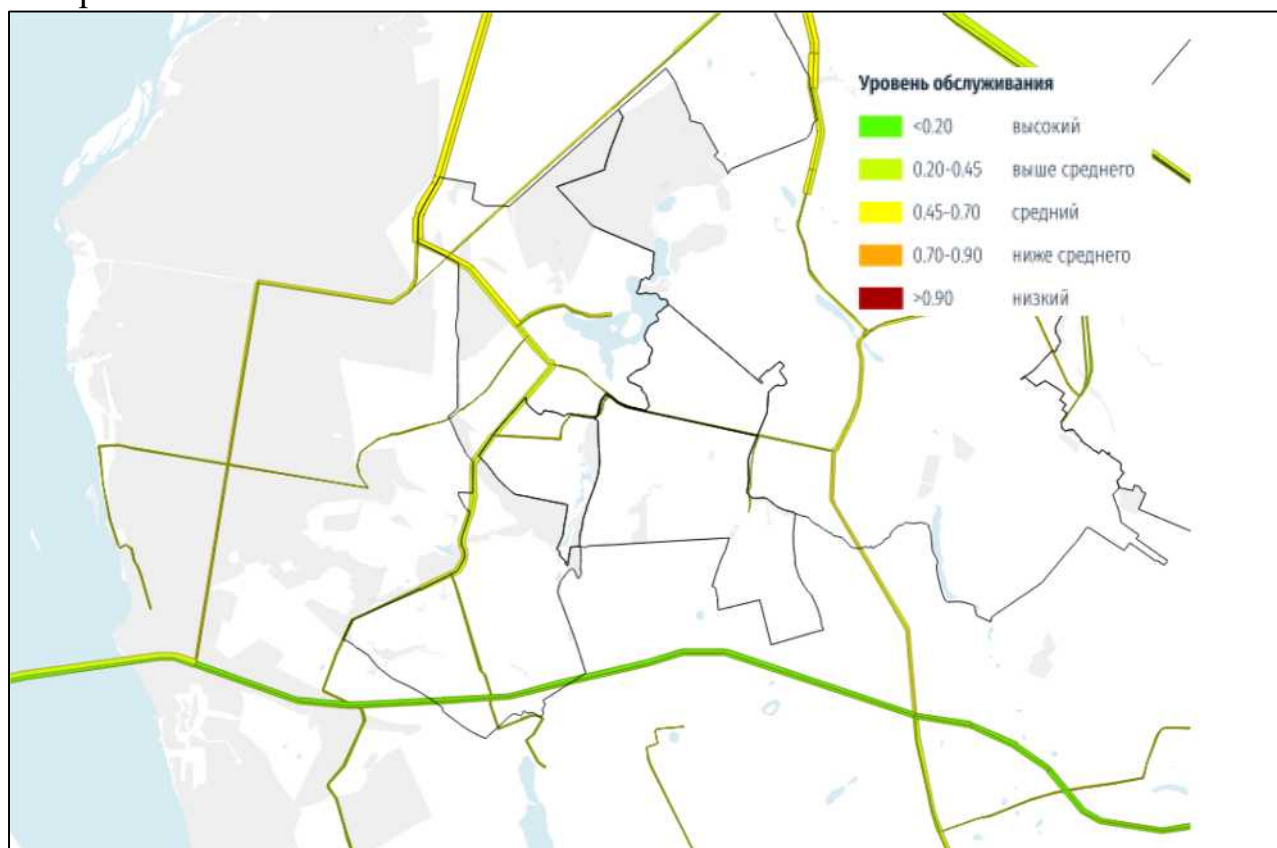 Уровень обслуживания
<0.20 высокий
0.20-0.45 выше среднего
0.45-0.70 средний
0.70-0.90 ниже среднего
>0.90 низкий